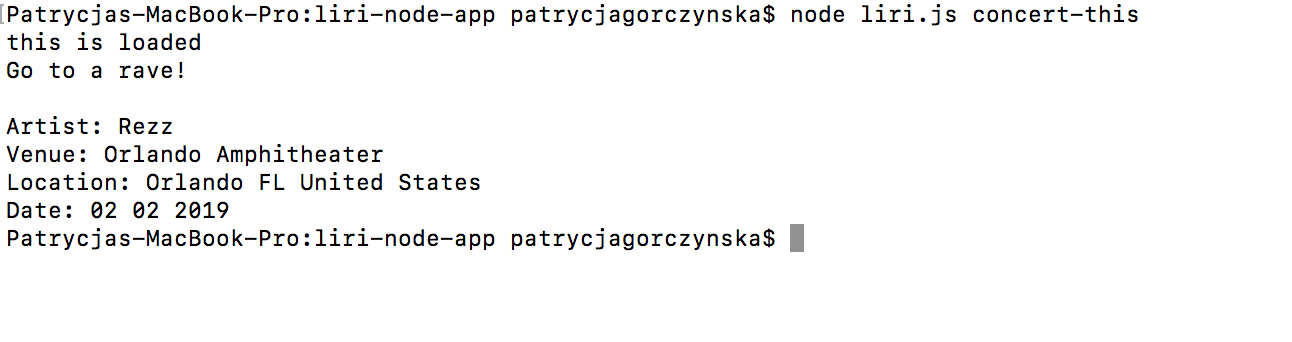 [Patrycjas-MacBook-Pro:liri-node-app patrycjagorczynska$ node liri.js concert-this
this is loaded
Go to a rave!
Artist: Rezz
Venue: Orlando Amphitheater
Location: Orlando FL United States
Date: 02 02 2019
Patrycjas-MacBook-Pro:liri-node-app patrycjagorczynska$